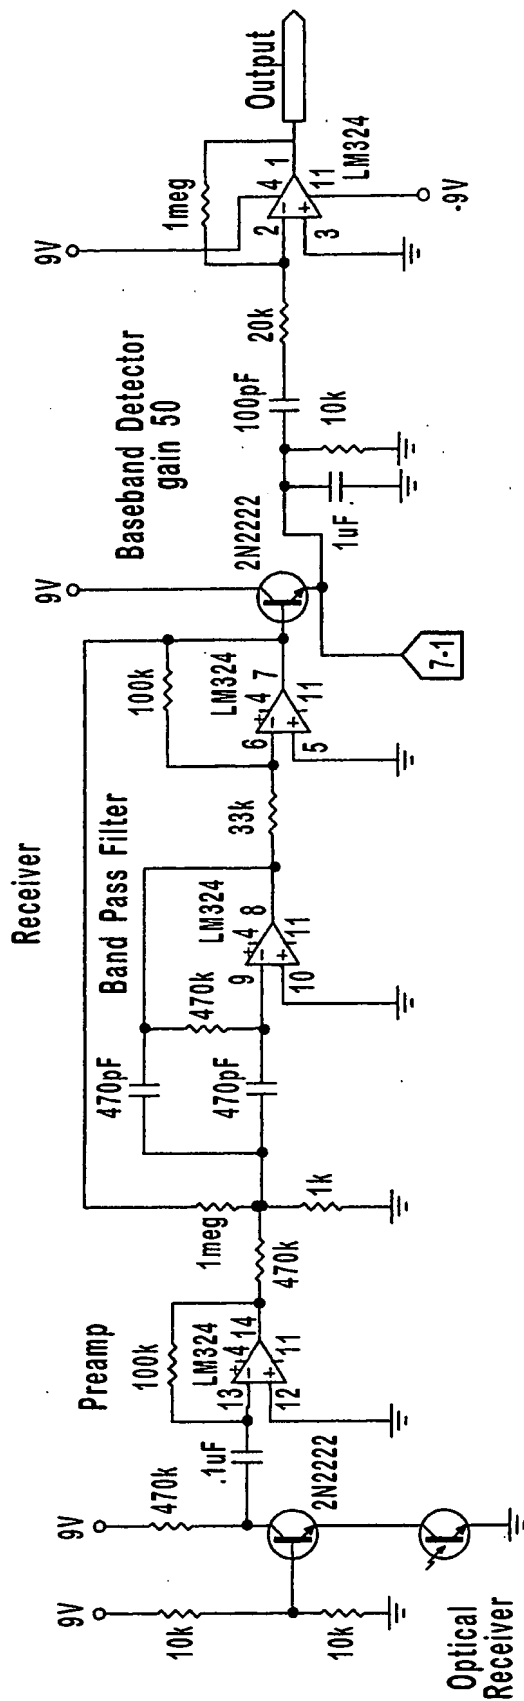 Receiver
9V
10k
10k
9V
470k
.1uF
2N2222
Optical
Receiver
Preamp
100k
LM324
13
+4
14
-
+
12
11
470k
1meg
1k
Band Pass Filter
470pF
470pF
470k
LM324
9
+4
8
-
+
10
11
33k
100k
LM324
6
+4
7
-
+
5
11
9V
2N2222
7-1
Baseband Detector
gain 50
1uF
10k
100pF
20k
9V
1meg
2
4
1
-
+
3
11
LM324
-9V
Output